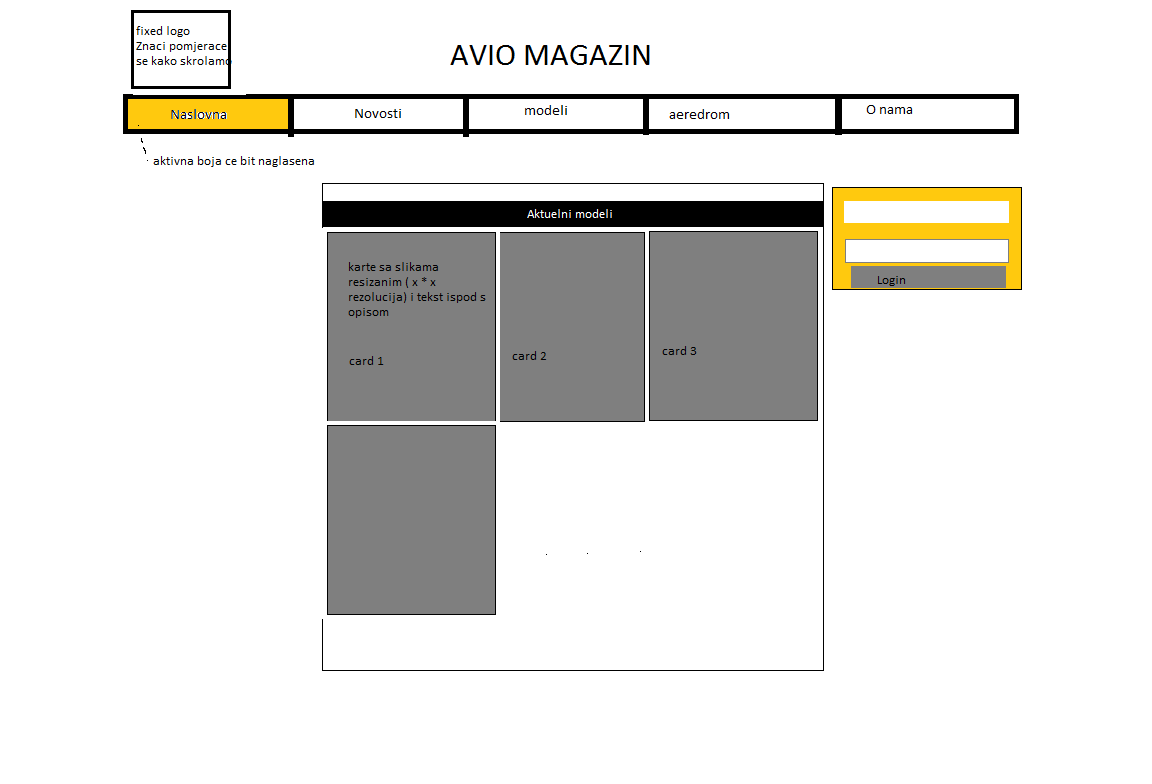 fixed logo
Znaci pomjerace
se kako skrolamo
AVIO MAGAZIN
Naslovna
Novosti
modeli
aeredrom
O nama
aktivna boja ce bit naglasena
Aktuelni modeli
karte sa slikama
resizanim ( x * x
rezolucija) i tekst ispod s
opisom
card 1
card 2
card 3
Login